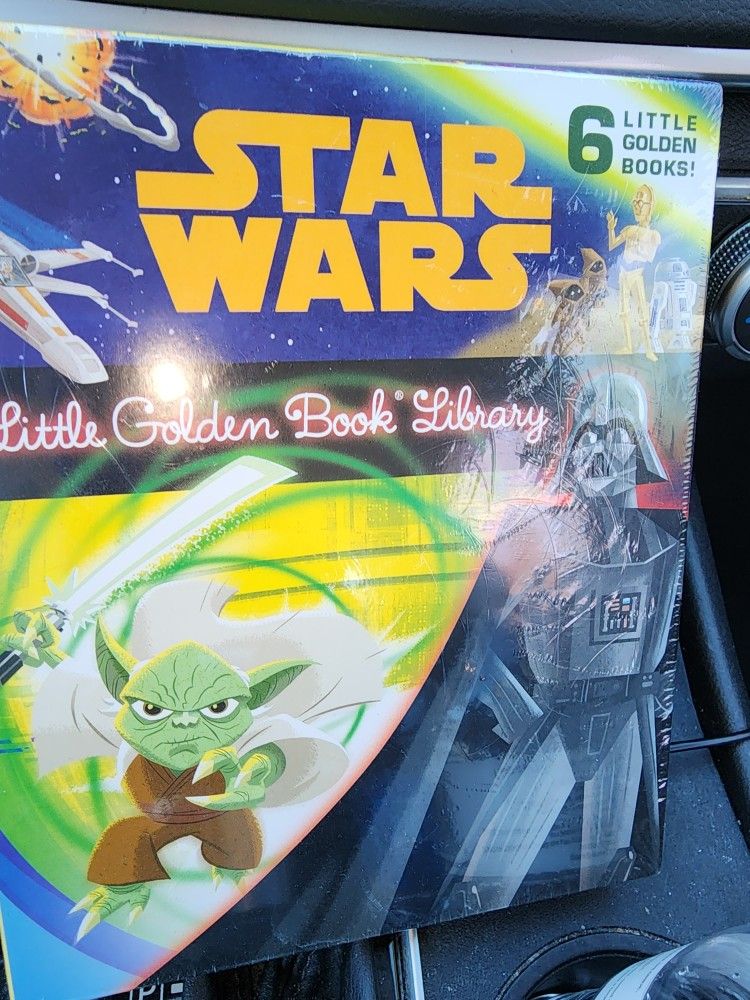 STAR
WARS
6 LITTLE
GOLDEN
BOOKS!
Little Golden Book® Library
P